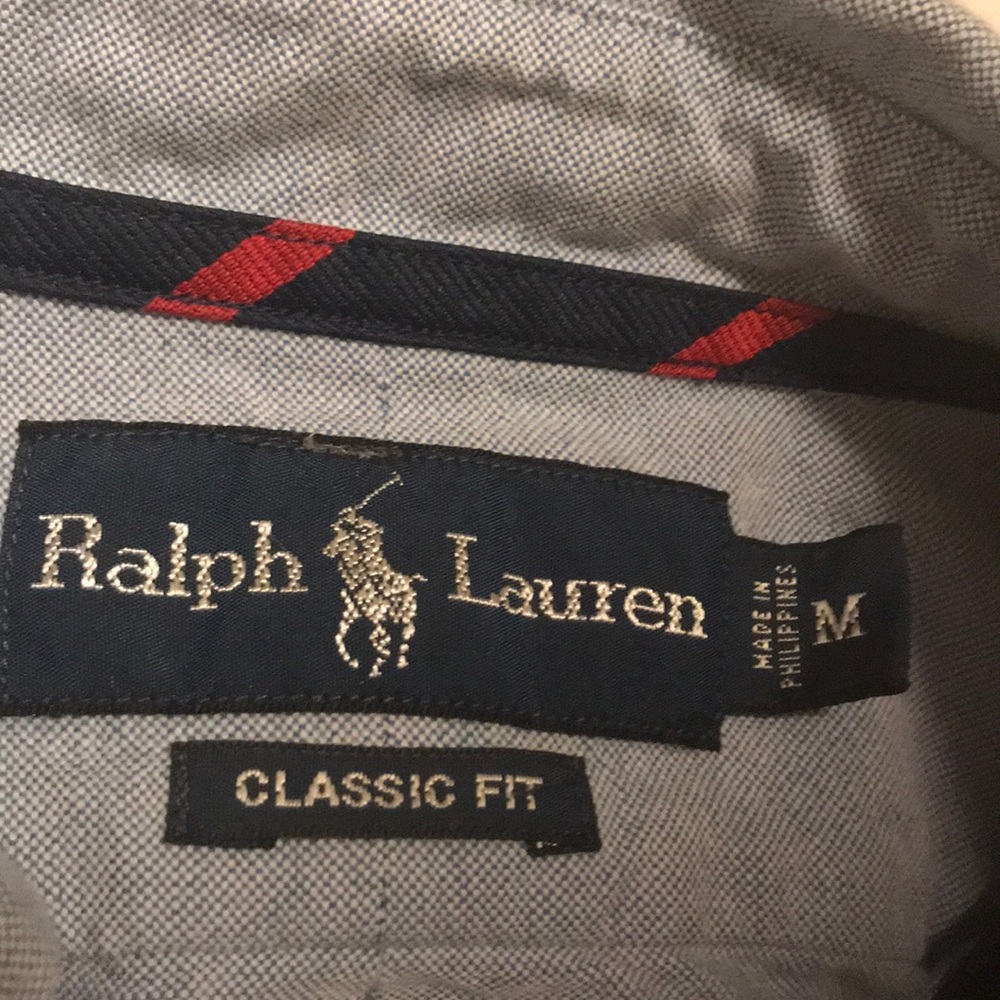 Ralph Lauren
MADE IN
PHILIPPINES
M
CLASSIC FIT